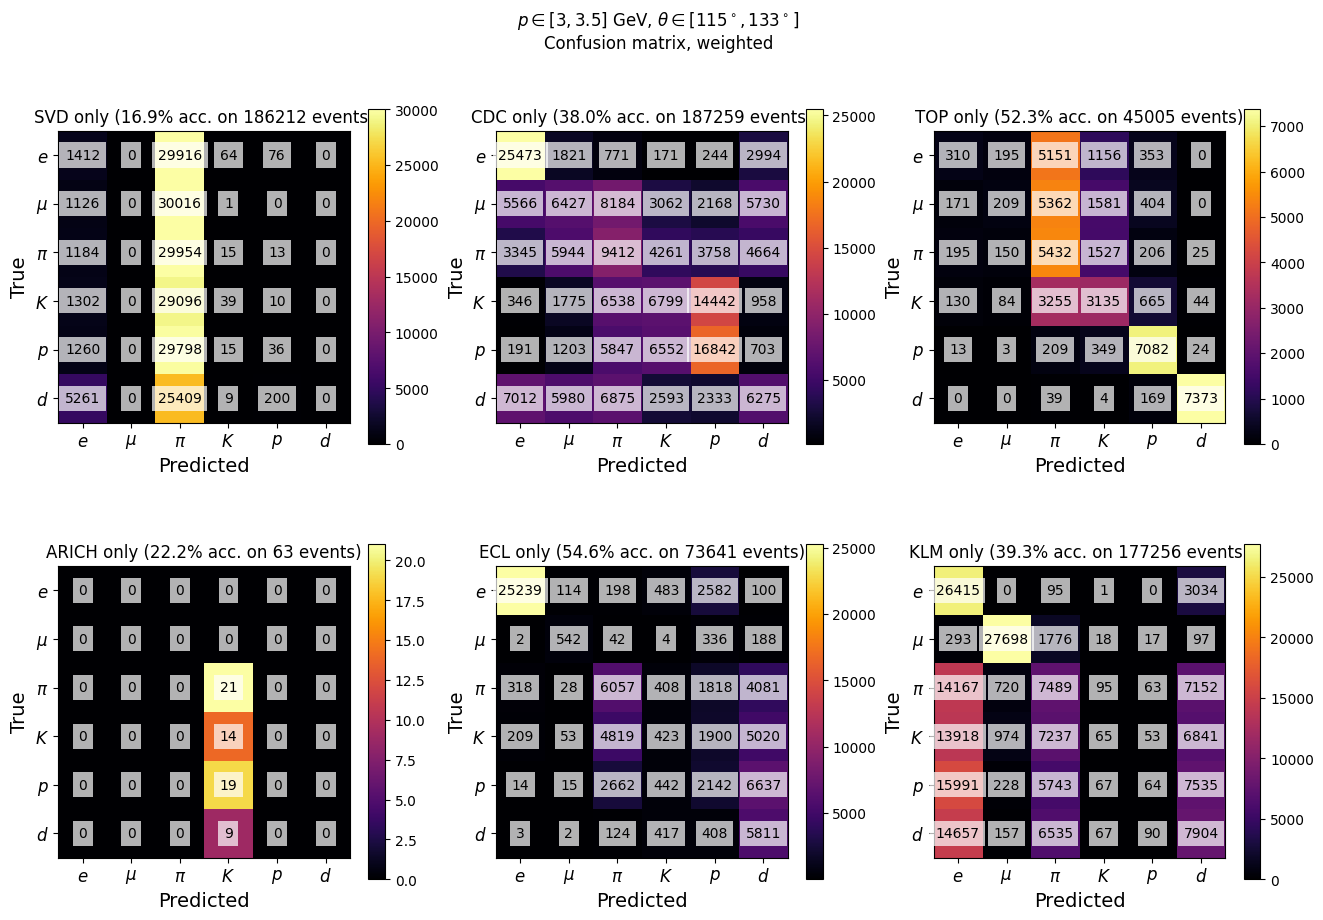 p ∈ [3, 3.5] GeV, θ ∈ [115°, 133°]
Confusion matrix, weighted
SVD only (16.9% acc. on 186212 events
True
e 1412 0 29916 64 76 0
μ 1126 0 30016 1 0 0
π 1184 0 29954 15 13 0
K 1302 0 29096 39 10 0
p 1260 0 29798 15 36 0
d 5261 0 25409 9 200 0
e μ π K p d
Predicted
30000
25000
20000
15000
10000
5000
0
CDC only (38.0% acc. on 187259 events
True
e 25473 1821 771 171 244 2994
μ 5566 6427 8184 3062 2168 5730
π 3345 5944 9412 4261 3758 4664
K 346 1775 6538 6799 14442 958
p 191 1203 5847 6552 16842 703
d 7012 5980 6875 2593 2333 6275
e μ π K p d
Predicted
25000
20000
15000
10000
5000
TOP only (52.3% acc. on 45005 events)
True
e 310 195 5151 1156 353 0
μ 171 209 5362 1581 404 0
π 195 150 5432 1527 206 25
K 130 84 3255 3135 665 44
p 13 3 209 349 7082 24
d 0 0 39 4 169 7373
e μ π K p d
Predicted
7000
6000
5000
4000
3000
2000
1000
0
ARICH only (22.2% acc. on 63 events)
True
e 0 0 0 0 0 0
μ 0 0 0 0 0 0
π 0 0 0 21 0 0
K 0 0 0 14 0 0
p 0 0 0 19 0 0
d 0 0 0 9 0 0
e μ π K p d
Predicted
20.0
17.5
15.0
12.5
10.0
7.5
5.0
2.5
0.0
ECL only (54.6% acc. on 73641 events)
True
e 25239 114 198 483 2582 100
μ 2 542 42 4 336 188
π 318 28 6057 408 1818 4081
K 209 53 4819 423 1900 5020
p 14 15 2662 442 2142 6637
d 3 2 124 417 408 5811
e μ π K p d
Predicted
25000
20000
15000
10000
5000
KLM only (39.3% acc. on 177256 events
True
e 26415 0 95 1 0 3034
μ 293 27698 1776 18 17 97
π 14167 720 7489 95 63 7152
K 13918 974 7237 65 53 6841
p 15991 228 5743 67 64 7535
d 14657 157 6535 67 90 7904
e μ π K p d
Predicted
25000
20000
15000
10000
5000
0